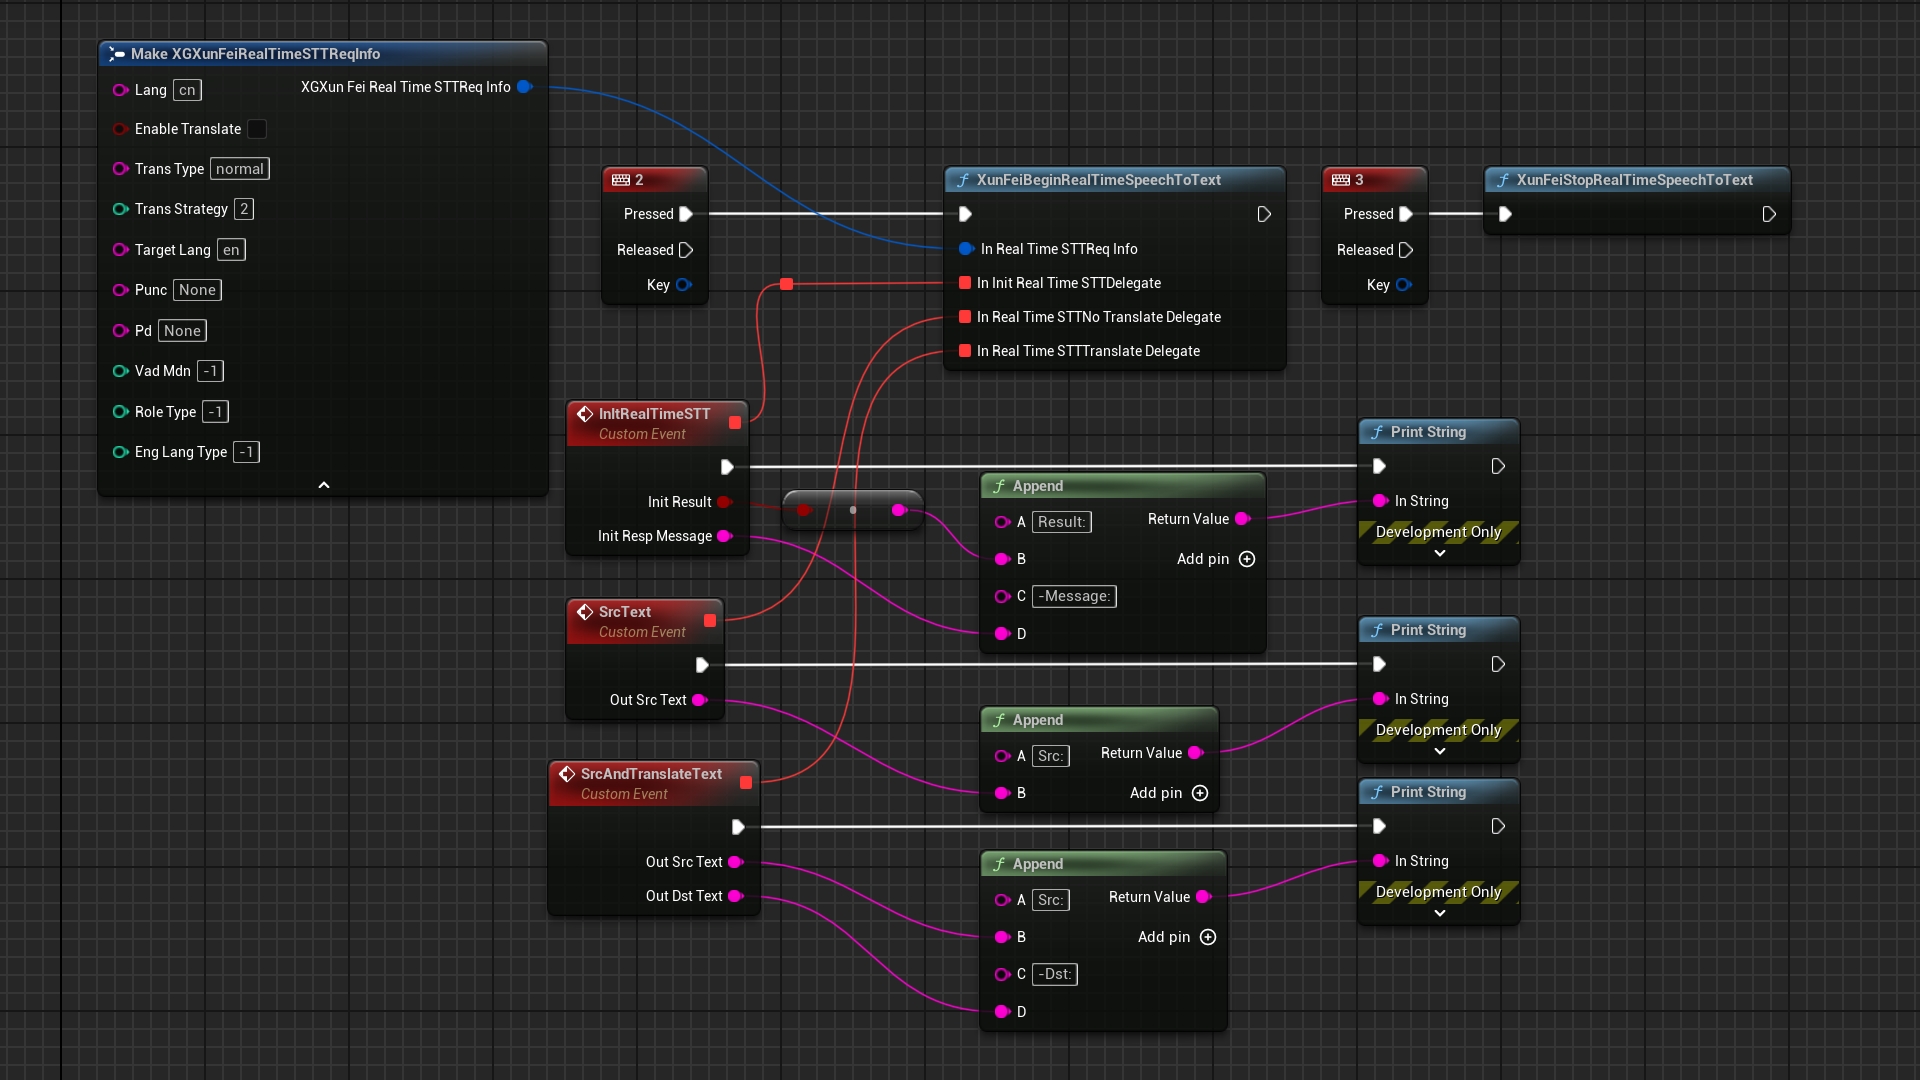 Make XGXunFeiRealTimeSTTReqInfo
Lang cn
XGXun Fei Real Time STTReq Info
Enable Translate
Trans Type normal
Trans Strategy 2
Target Lang en
Punc None
Pd None
Vad Mdn -1
Role Type -1
Eng Lang Type -1
2
Pressed
Released
Key
XunFeiBeginRealTimeSpeechToText
In Real Time STTReq Info
In Init Real Time STTDelegate
In Real Time STTNo Translate Delegate
In Real Time STTTranslate Delegate
3
Pressed
Released
Key
XunFeiStopRealTimeSpeechToText
InItRealTimeSTT
Custom Event
Init Result
Init Resp Message
Append
A Result:
Return Value
B
Add pin
C -Message:
D
Print String
In String
Development Only
SrcText
Custom Event
Out Src Text
Append
A Src:
Return Value
B
Add pin
Print String
In String
Development Only
SrcAndTranslateText
Custom Event
Out Src Text
Out Dst Text
Append
A Src:
Return Value
B
Add pin
C -Dst:
D
Print String
In String
Development Only